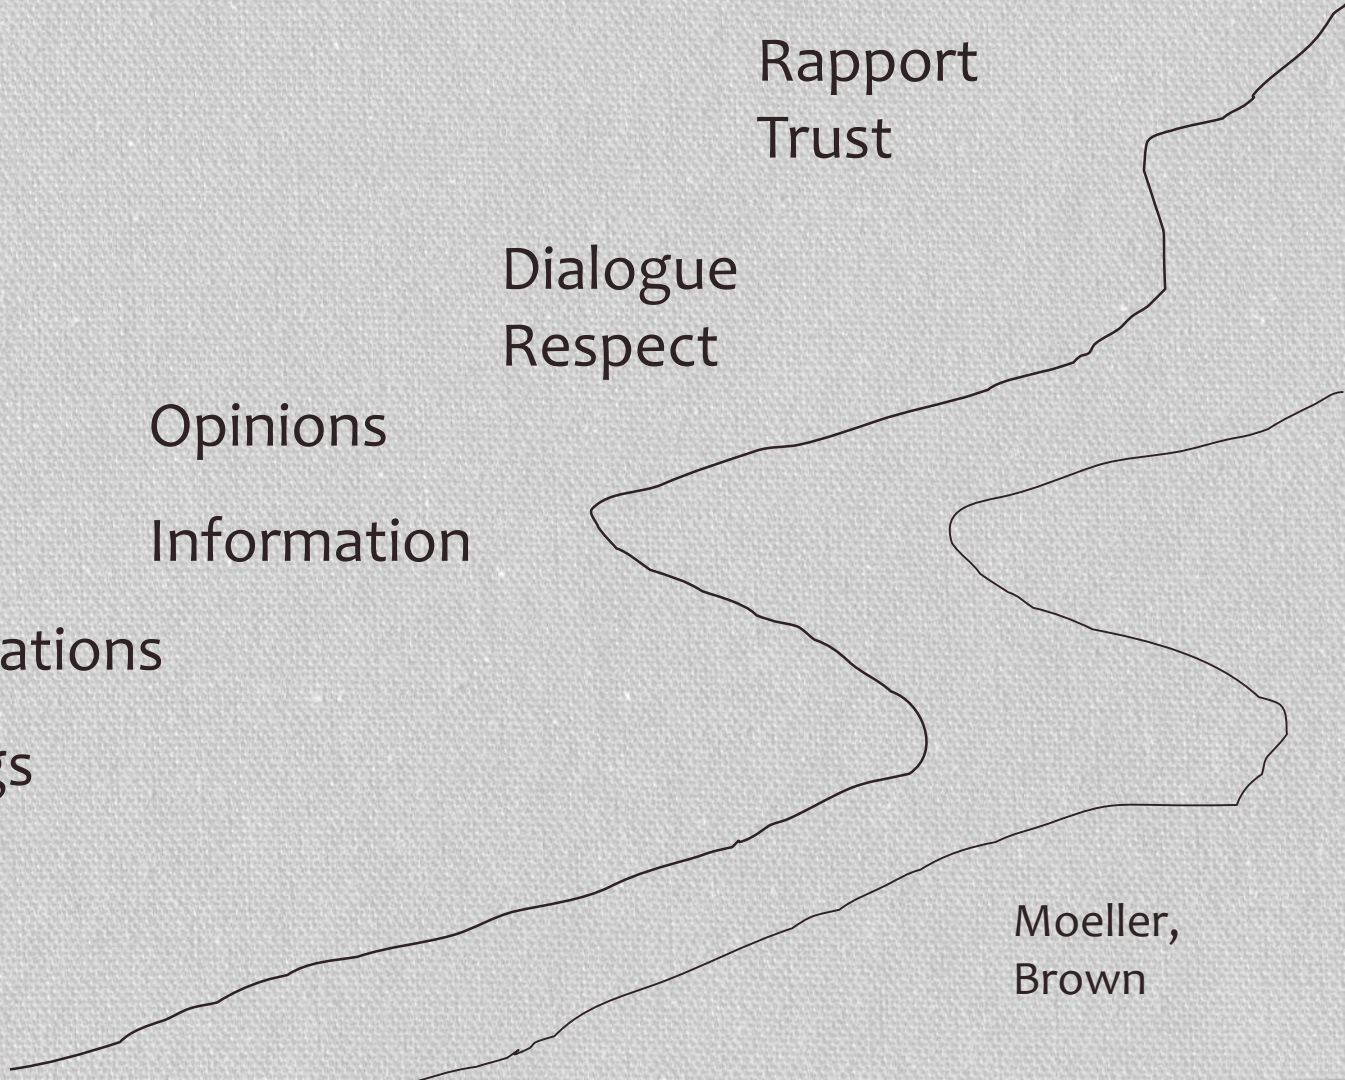 Rapport
Trust
Dialogue
Respect
Opinions
Information
ations
gs
Moeller,
Brown